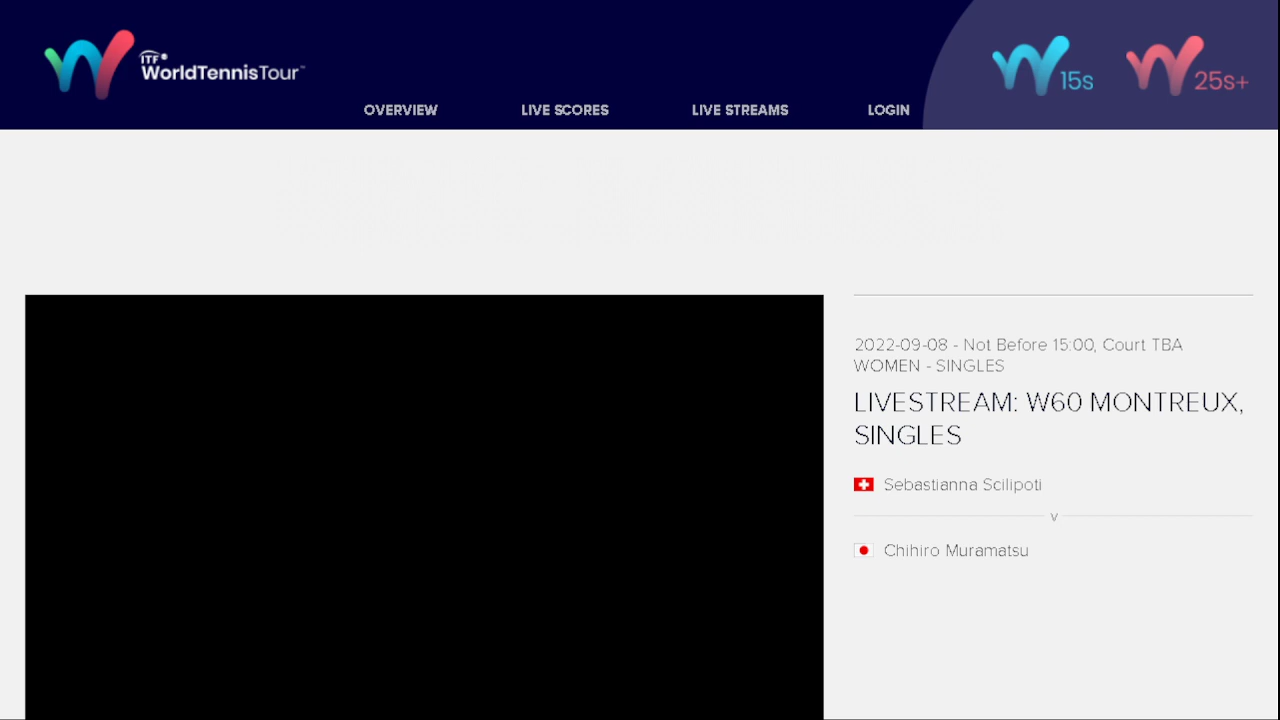 ITF
WorldTennisTour
15s
25s+
OVERVIEW
LIVE SCORES
LIVE STREAMS
LOGIN
2022-09-08 - Not Before 15:00, Court TBA
WOMEN - SINGLES
LIVESTREAM: W60 MONTREUX,
SINGLES
Sebastianna Scilipoti
v
Chihiro Muramatsu